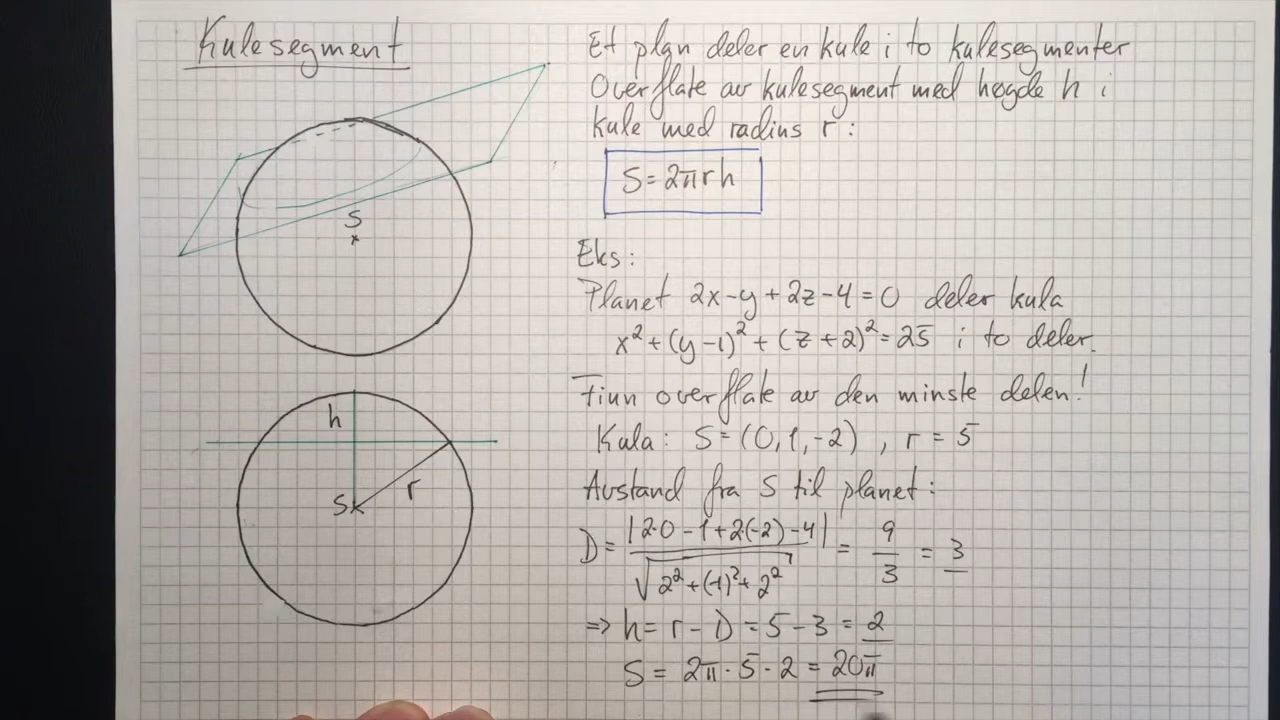 Kulesegment
S
h
S
r
Et plan deler en kule i to kulesegmenter
Overflate av kulesegment med høgde h i
kule med radius r:
S = 2πrh
Eks:
Planet 2x-y+2z-4=0 deler kula
x²+(y-1)²+(z+2)²=25 i to deler.
Finn overflate av den minste delen!
Kula: S=(0,1,-2), r=5
Avstand fra S til planet:
D = |2·0-1+2(-2)-4| / √2²+(-1)²+2² = 9/3 = 3
=> h = r-D = 5-3 = 2
S = 2π·5·2 = 20π